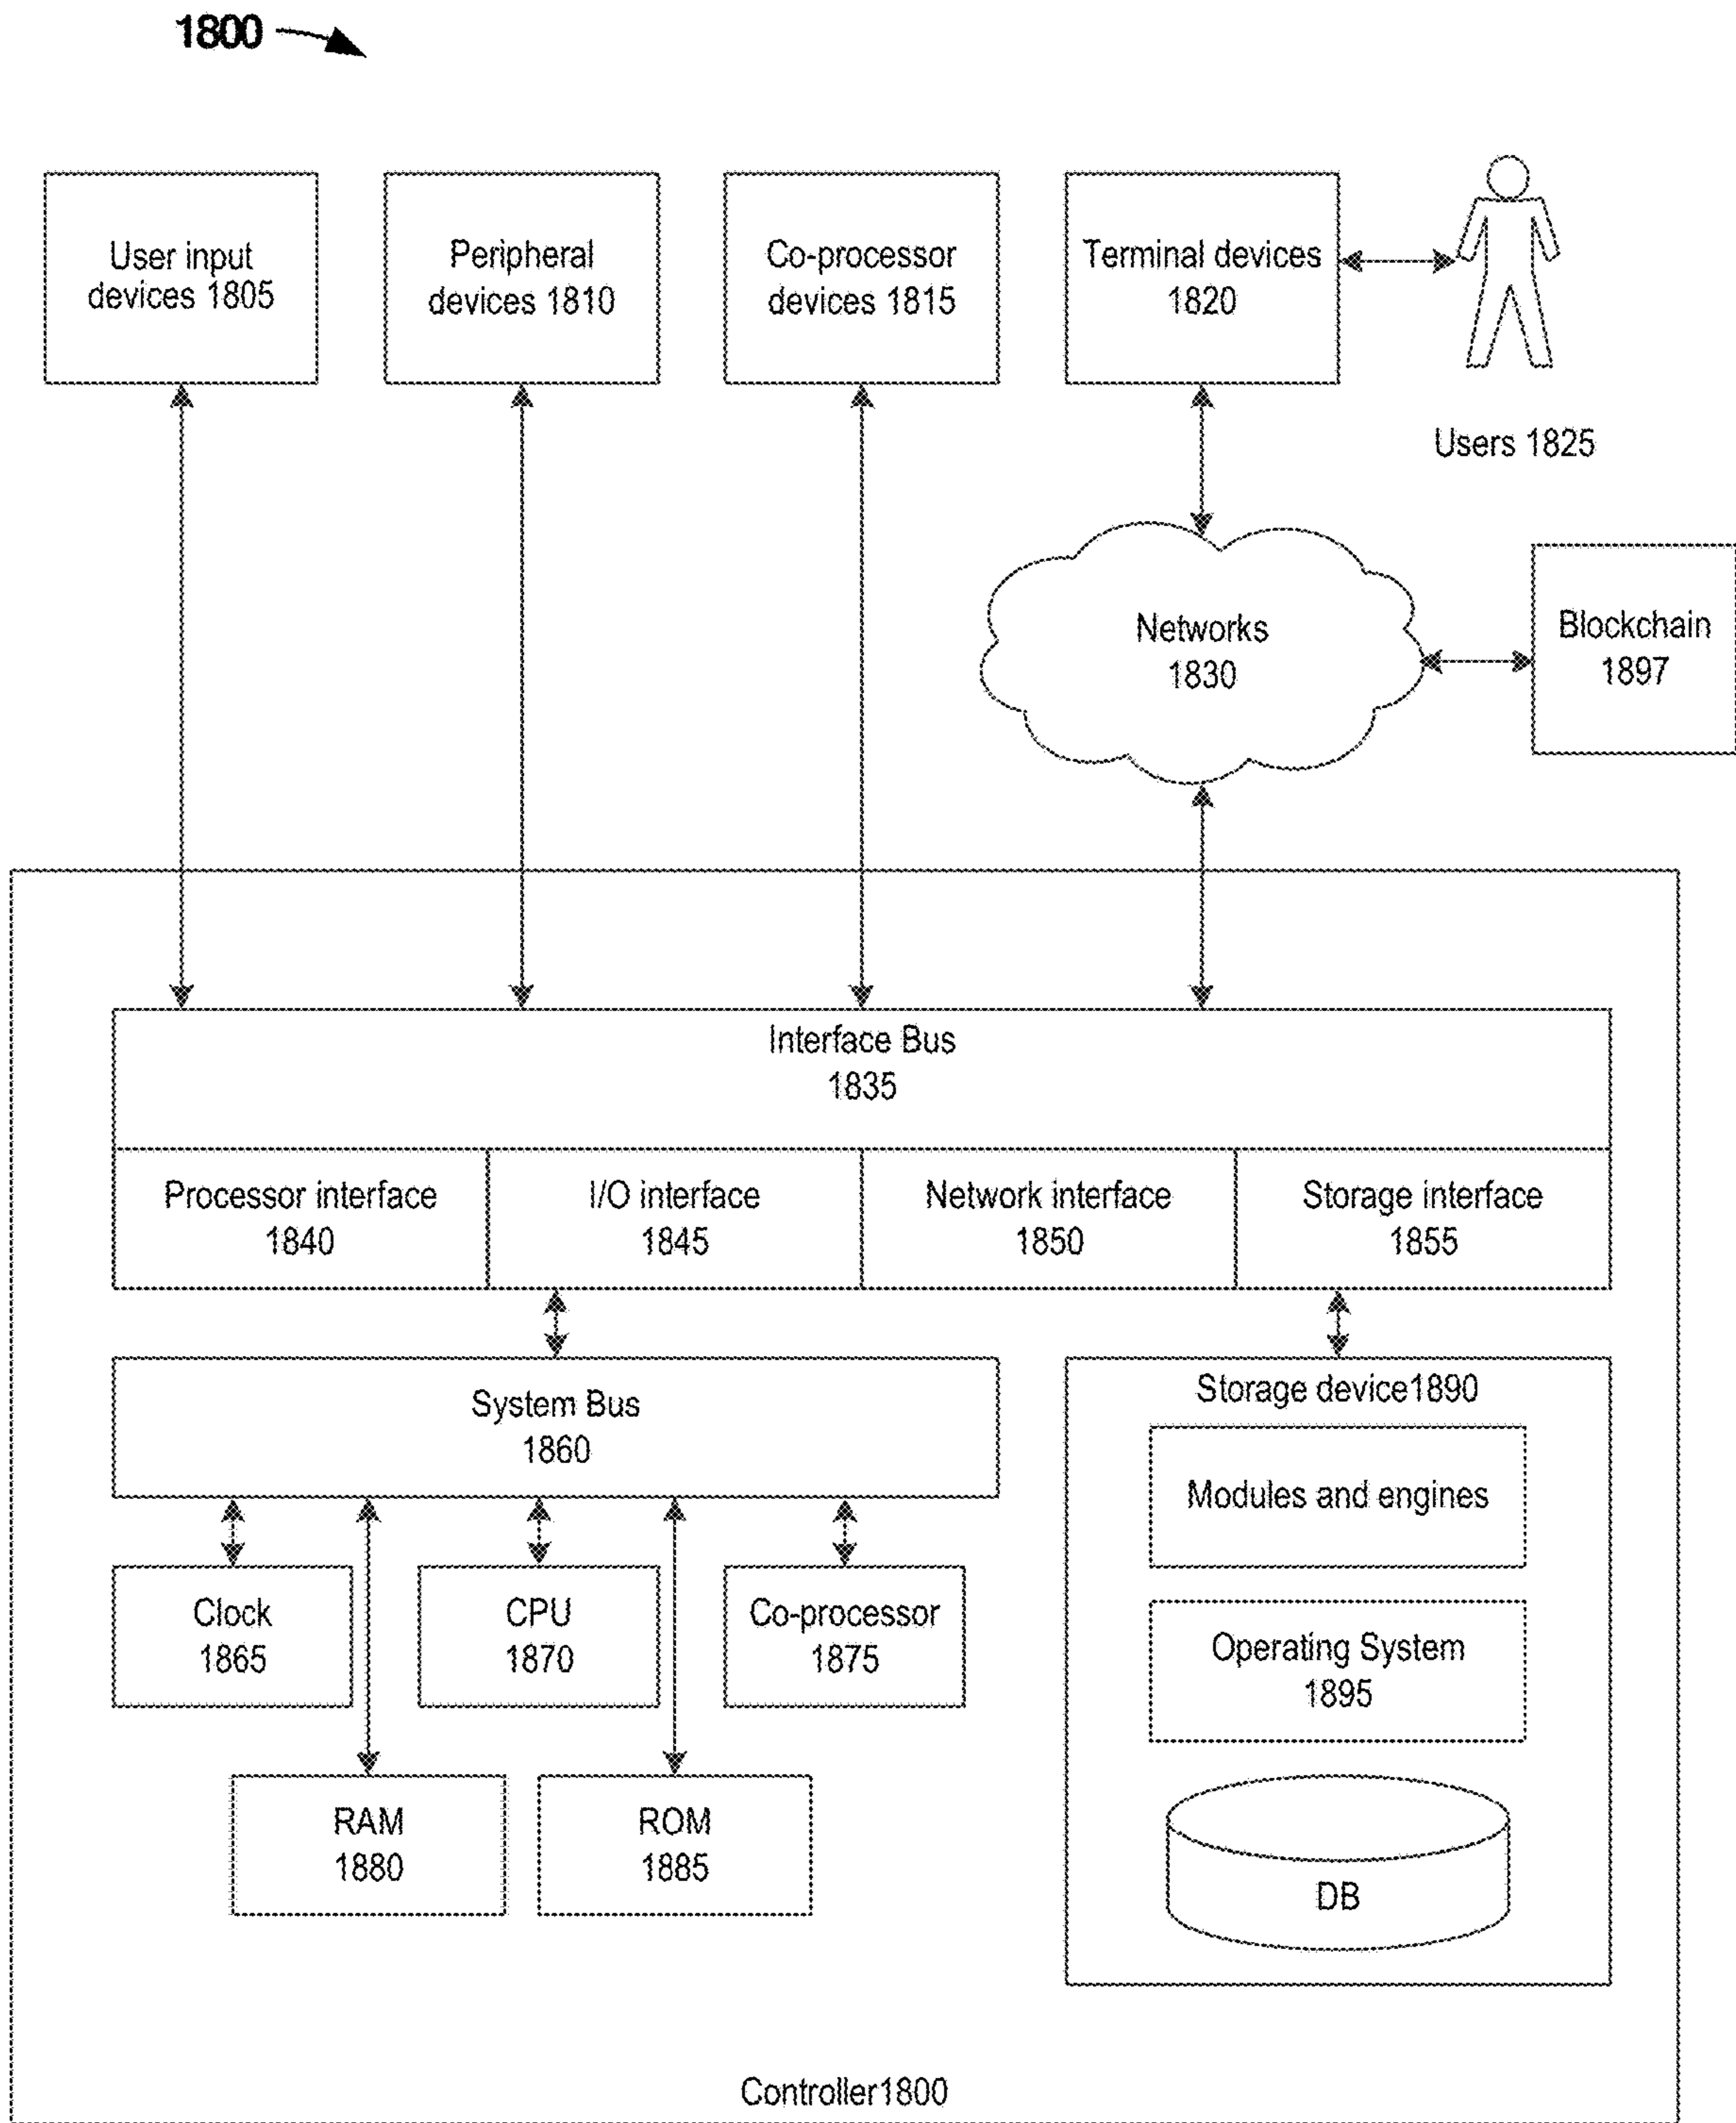 1800
User input
devices 1805
Peripheral
devices 1810
Co-processor
devices 1815
Terminal devices
1820
Users 1825
Networks
1830
Blockchain
1897
Interface Bus
1835
Processor interface
1840
I/O interface
1845
Network interface
1850
Storage interface
1855
System Bus
1860
Storage device1890
Modules and engines
Clock
1865
CPU
1870
Co-processor
1875
Operating System
1895
RAM
1880
ROM
1885
DB
Controller1800